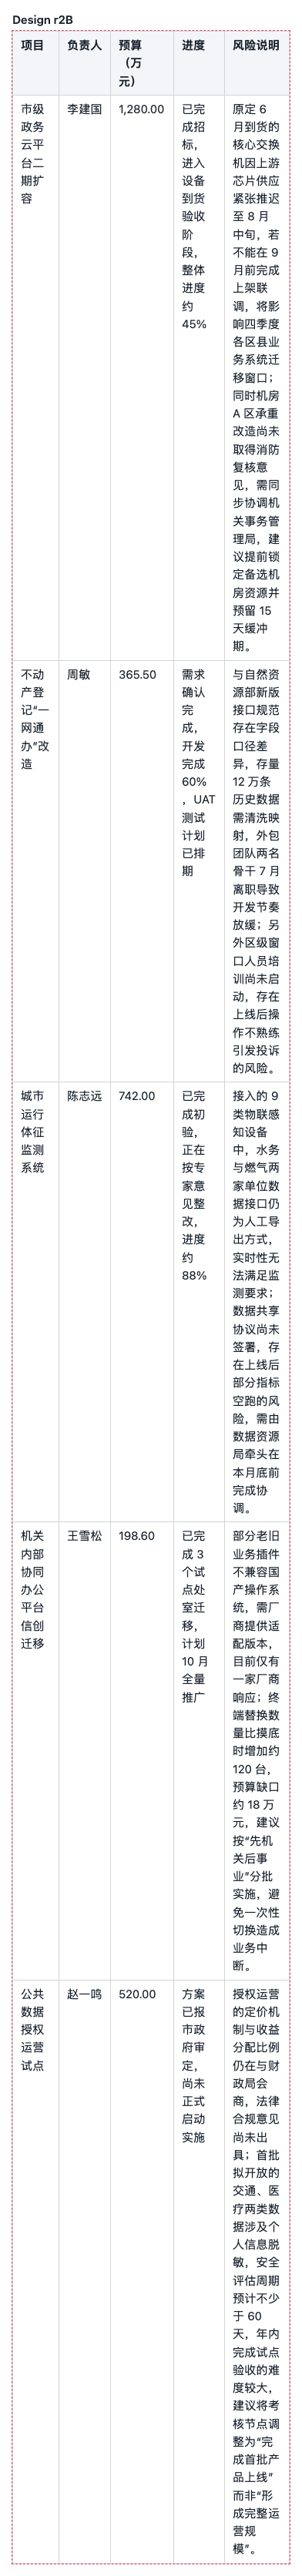 Design r2B
项目
负责人
预算
（万
元）
进度
风险说明
市级
政务
云平
台二
期扩
容
李建国
1,280.00
已完
成招
标，
进入
设备
到货
验收
阶
段，
整体
进度
约
45%
原定 6
月到货的
核心交换
机因上游
芯片供应
紧张推迟
至 8 月
中旬，若
不能在 9
月前完成
上架联
调，将影
响四季度
各区县业
务系统迁
移窗口；
同时机房
A 区承重
改造尚未
取得消防
复核意
见，需同
步协调机
关事务管
理局，建
议提前锁
定备选机
房资源并
预留 15
天缓冲
期。
不动
产登
记“一
网通
办”改
造
周敏
365.50
需求
确认
完
成，
开发
完成
60%
，UAT
测试
计划
已排
期
与自然资
源部新版
接口规范
存在字段
口径差
异，存量
12 万条
历史数据
需清洗映
射，外包
团队两名
骨干 7 月
离职导致
开发节奏
放缓；另
外区级窗
口人员培
训尚未启
动，存在
上线后操
作不熟练
引发投诉
的风险。
城市
运行
体征
监测
系统
陈志远
742.00
已完
成初
验，
正在
按专
家意
见整
改，
进度
约
88%
接入的 9
类物联感
知设备
中，水务
与燃气两
家单位数
据接口仍
为人工导
出方式，
实时性无
法满足监
测要求；
数据共享
协议尚未
签署，存
在上线后
部分指标
空跑的风
险，需由
数据资源
局牵头在
本月底前
完成协
调。
机关
内部
协同
办公
平台
信创
迁移
王雪松
198.60
已完
成 3
个试
点处
室迁
移，
计划
10 月
全量
推广
部分老旧
业务插件
不兼容国
产操作系
统，需厂
商提供适
配版本，
目前仅有
一家厂商
响应；终
端替换数
量比摸底
时增加约
120 台，
预算缺口
约 18 万
元，建议
按“先机
关后事
业”分批
实施，避
免一次性
切换造成
业务中
断。
公共
数据
授权
运营
试点
赵一鸣
520.00
方案
已报
市政
府审
定，
尚未
正式
启动
实施
授权运营
的定价机
制与收益
分配比例
仍在与财
政局会
商，法律
合规意见
尚未出
具；首批
拟开放的
交通、医
疗两类数
据涉及个
人信息脱
敏，安全
评估周期
预计不少
于 60
天，年内
完成试点
验收的难
度较大，
建议将考
核节点调
整为“完
成首批产
品上线”
而非“形
成完整运
营规
模”。